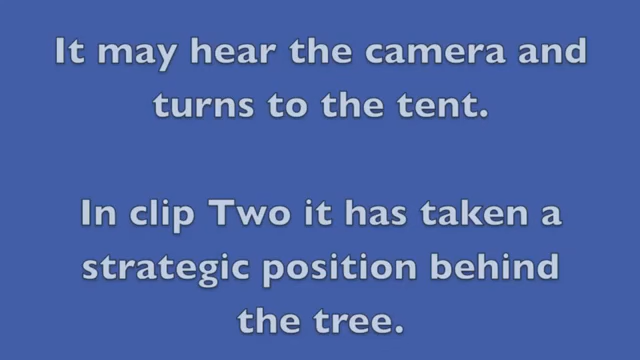 It may hear the camera and
turns to the tent.
In clip Two it has taken a
strategic position behind
the tree.